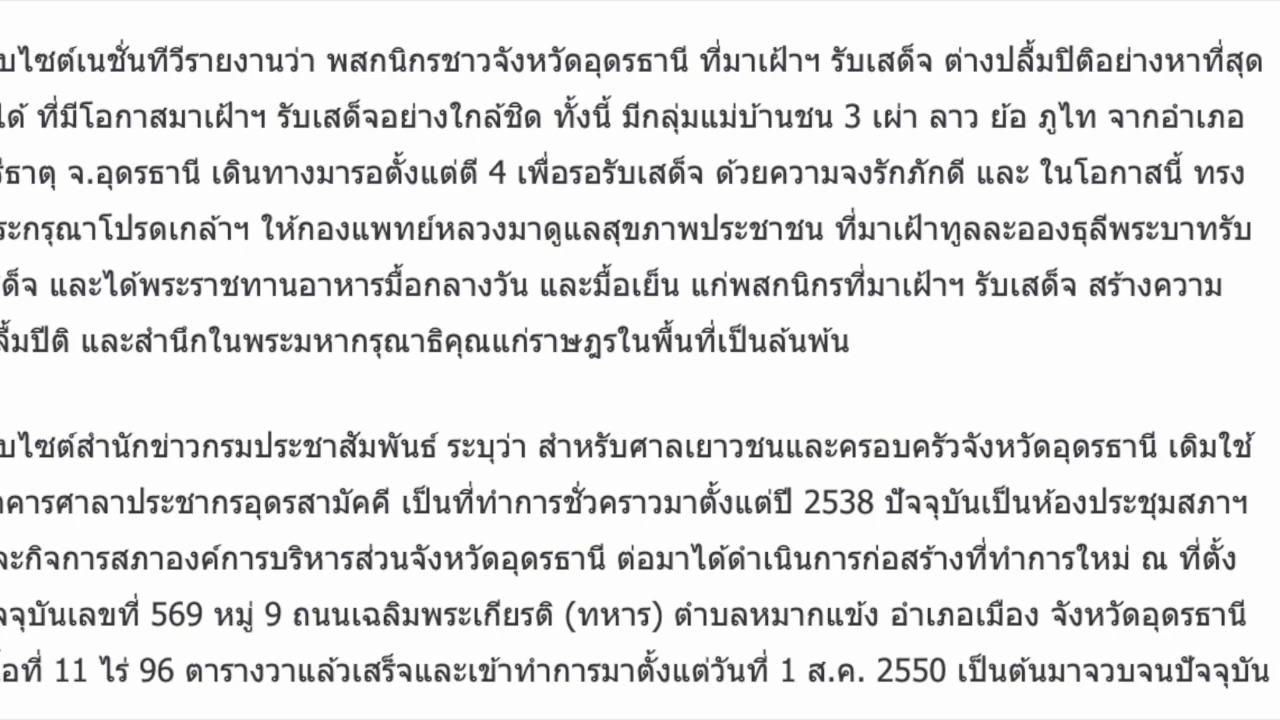 บไซต์เนชั่นทีวีรายงานว่า พสกนิกรชาวจังหวัดอุดรธานี ที่มาเฝ้าฯ รับเสด็จ ต่างปลื้มปิติอย่างหาที่สุด
ได้ ที่มีโอกาสมาเฝ้าฯ รับเสด็จอย่างใกล้ชิด ทั้งนี้ มีกลุ่มแม่บ้านชน 3 เผ่า ลาว ย้อ ภูไท จากอำเภอ
รีธาตุ จ.อุดรธานี เดินทางมารอตั้งแต่ตี 4 เพื่อรอรับเสด็จ ด้วยความจงรักภักดี และ ในโอกาสนี้ ทรง
ระกรุณาโปรดเกล้าฯ ให้กองแพทย์หลวงมาดูแลสุขภาพประชาชน ที่มาเฝ้าทูลละอองธุลีพระบาทรับ
สด็จ และได้พระราชทานอาหารมื้อกลางวัน และมื้อเย็น แก่พสกนิกรที่มาเฝ้าฯ รับเสด็จ สร้างความ
ลื้มปีติ และสำนึกในพระมหากรุณาธิคุณแก่ราษฎรในพื้นที่เป็นล้นพ้น
บไซต์สำนักข่าวกรมประชาสัมพันธ์ ระบุว่า สำหรับศาลเยาวชนและครอบครัวจังหวัดอุดรธานี เดิมใช้
าคารศาลาประชากรอุดรสามัคคี เป็นที่ทำการชั่วคราวมาตั้งแต่ปี 2538 ปัจจุบันเป็นห้องประชุมสภาฯ
ละกิจการสภาองค์การบริหารส่วนจังหวัดอุดรธานี ต่อมาได้ดำเนินการก่อสร้างที่ทำการใหม่ ณ ที่ตั้ง
จจุบันเลขที่ 569 หมู่ 9 ถนนเฉลิมพระเกียรติ (ทหาร) ตำบลหมากแข้ง อำเภอเมือง จังหวัดอุดรธานี
ื้อที่ 11 ไร่ 96 ตารางวาแล้วเสร็จและเข้าทำการมาตั้งแต่วันที่ 1 ส.ค. 2550 เป็นต้นมาจวบจนปัจจุบัน